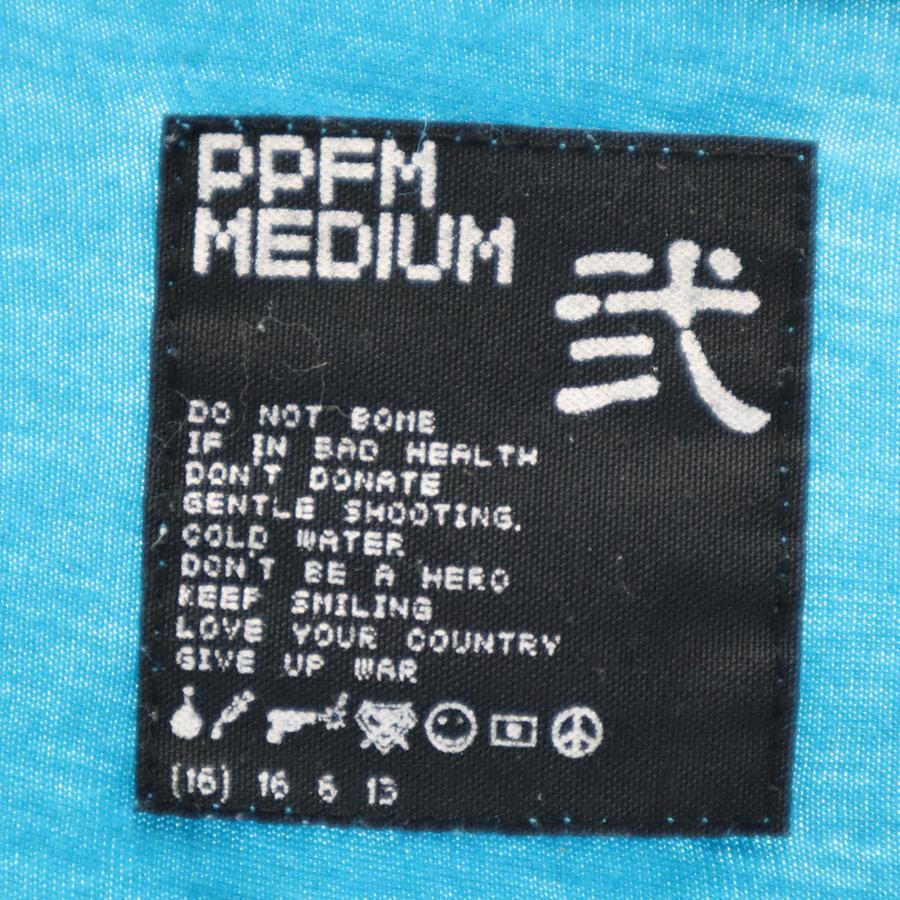 PPFM
MEDIUM
弐
DO NOT BOMB
IF IN BAD HEALTH
DON'T DONATE
GENTLE SHOOTING.
COLD WATER
DON'T BE A HERO
KEEP SMILING
LOVE YOUR COUNTRY
GIVE UP WAR
(16) 16 6 13